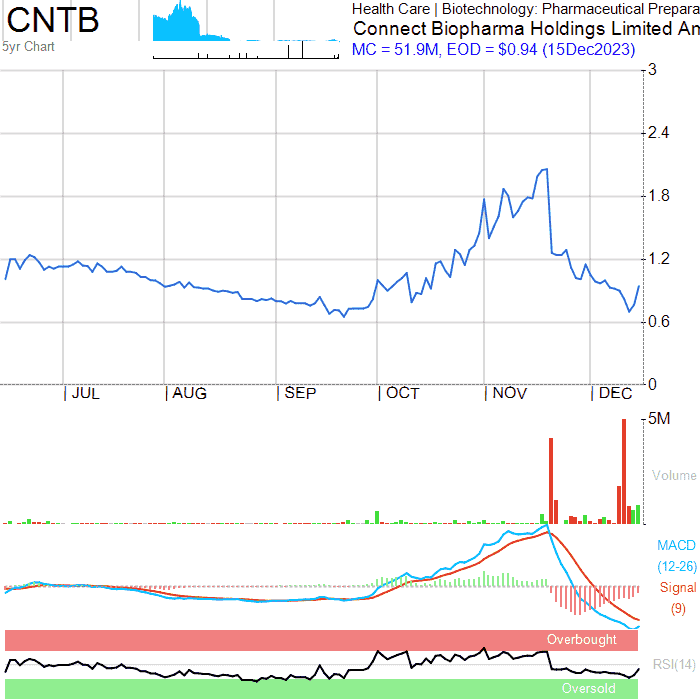 CNTB
5yr Chart
Health Care | Biotechnology: Pharmaceutical Prepara
Connect Biopharma Holdings Limited An
MC = 51.9M, EOD = $0.94 (15Dec2023)
3
2.4
1.8
1.2
0.6
0
JUL AUG SEP OCT NOV DEC
5M
Volume
MACD
(12-26)
Signal
(9)
Overbought
RSI(14)
Oversold